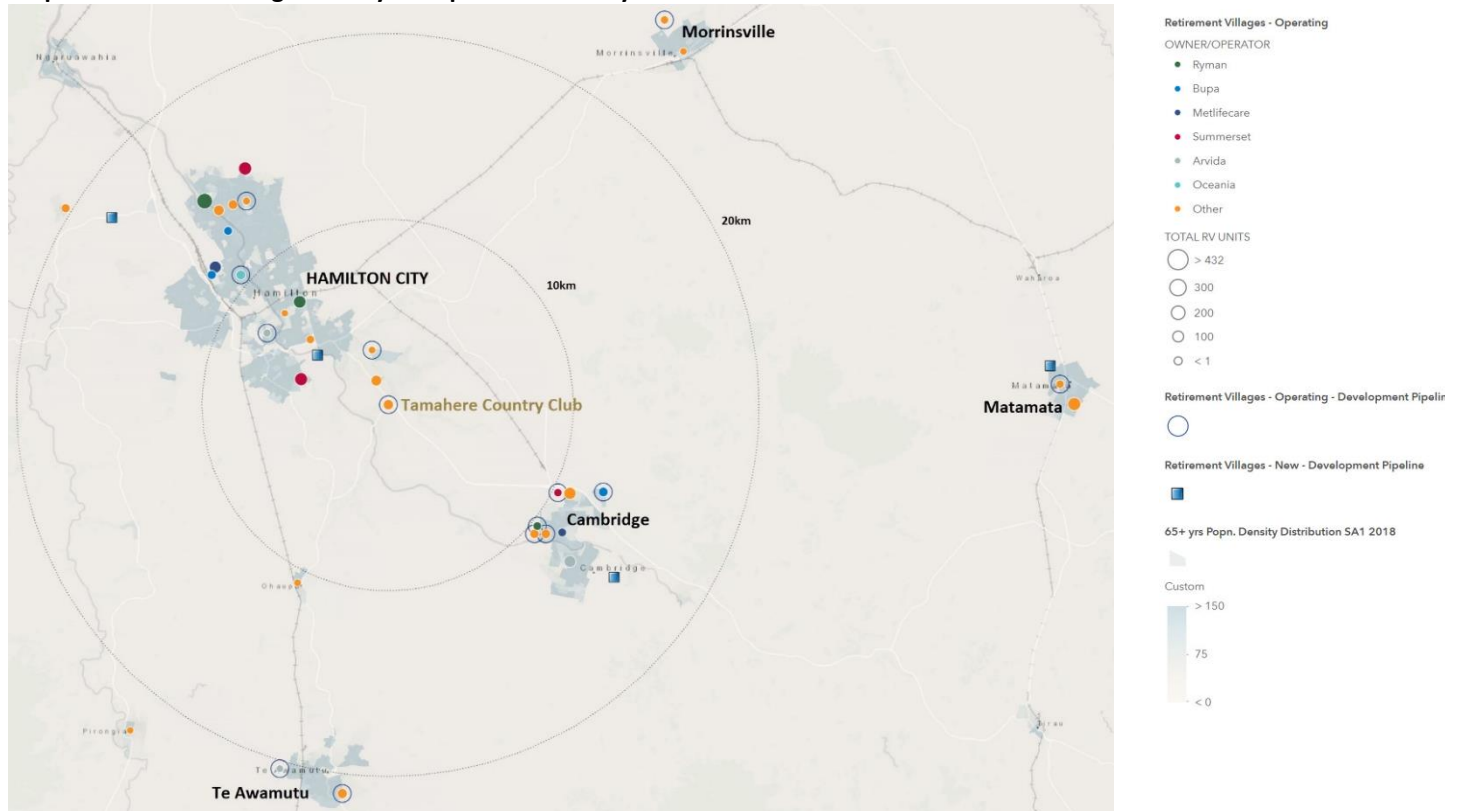 Morrinsville
Ngaruawahia
Morrinsville
20km
HAMILTON CITY
Hamilton
10km
Waharoa
Tamahere Country Club
Matamata
Cambridge
Cambridge
Ohaupo
Pirongia
Te Awamutu
Te Awamutu
Retirement Villages - Operating
OWNER/OPERATOR
Ryman
Bupa
Metlifecare
Summerset
Arvida
Oceania
Other
TOTAL RV UNITS
> 432
300
200
100
< 1
Retirement Villages - Operating - Development Pipelin
Retirement Villages - New - Development Pipeline
65+ yrs Popn. Density Distribution SA1 2018
Custom
> 150
75
< 0